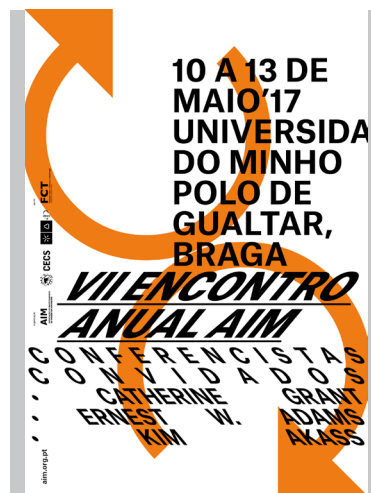 10 A 13 DE
MAIO'17
UNIVERSIDA
DO MINHO
POLO DE
GUALTAR,
BRAGA
VII ENCONTRO
ANUAL AIM
CONFERENCISTAS
CONVIDADOS
: CATHERINE GRANT
ERNEST W. ADAMS
KIM AKASS
FCT
CECS
AIM
aim.org.pt